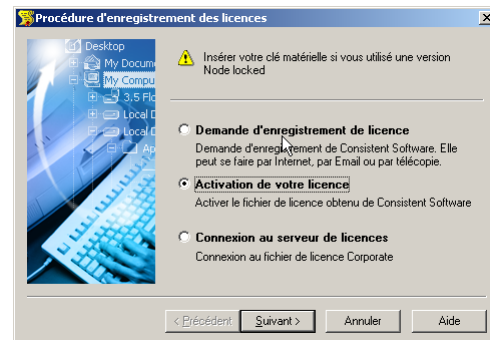 Procédure d'enregistrement des licences
Desktop
My Docum
My Compu
3.5 Flo
Local D
Local D
Ap
Insérer votre clé matérielle si vous utilisé une version
Node locked
Demande d'enregistrement de licence
Demande d'enregistrement de Consistent Software. Elle
peut se faire par Internet, par Email ou par télécopie.
Activation de votre licence
Activer le fichier de licence obtenu de Consistent Software
Connexion au serveur de licences
Connexion au fichier de licence Corporate
< Précédent
Suivant >
Annuler
Aide